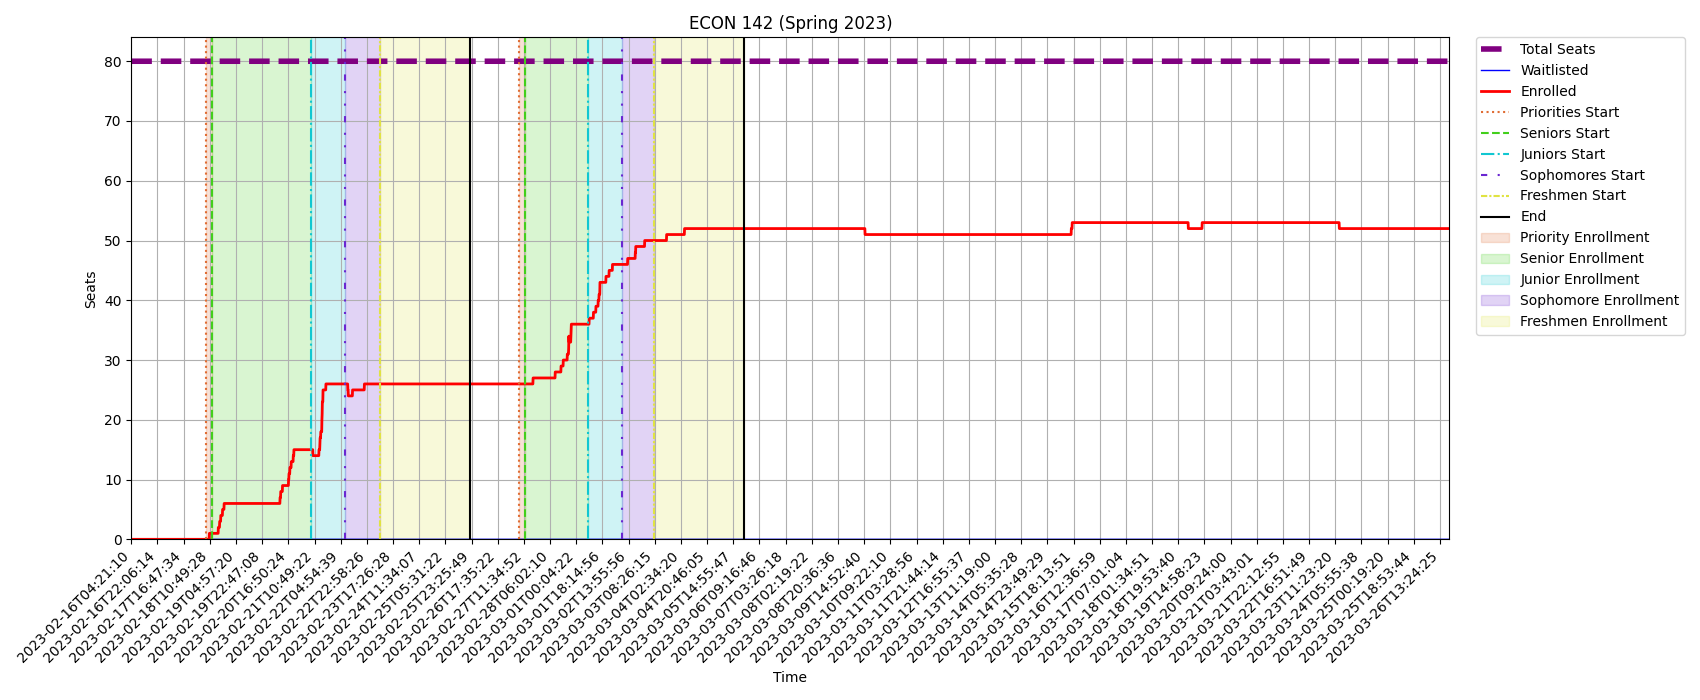 ECON 142 (Spring 2023)
80
70
60
50
40
30
20
10
0
Seats
2023-02-16T04:21:10
2023-02-16T22:06:14
2023-02-17T16:47:34
2023-02-18T10:49:28
2023-02-19T04:57:20
2023-02-19T22:47:08
2023-02-20T16:50:24
2023-02-21T10:49:22
2023-02-22T04:54:39
2023-02-22T22:58:26
2023-02-23T17:26:28
2023-02-24T11:34:07
2023-02-25T05:31:22
2023-02-25T23:25:49
2023-02-26T17:35:22
2023-02-27T11:34:52
2023-02-28T06:02:10
2023-03-01T00:04:22
2023-03-01T18:14:56
2023-03-02T13:55:56
2023-03-03T08:26:15
2023-03-04T02:34:20
2023-03-04T20:46:05
2023-03-05T14:55:47
2023-03-06T09:16:46
2023-03-07T03:26:18
2023-03-08T02:19:22
2023-03-08T20:36:36
2023-03-09T14:52:40
2023-03-10T09:22:10
2023-03-11T03:28:56
2023-03-11T21:44:14
2023-03-12T16:55:37
2023-03-13T11:19:00
2023-03-14T05:35:28
2023-03-14T23:49:29
2023-03-15T18:13:51
2023-03-16T12:36:59
2023-03-17T07:01:04
2023-03-18T01:34:51
2023-03-18T19:53:40
2023-03-19T14:58:23
2023-03-20T09:24:00
2023-03-21T03:43:01
2023-03-21T22:12:55
2023-03-22T16:51:49
2023-03-23T11:23:20
2023-03-24T05:55:38
2023-03-25T00:19:20
2023-03-25T18:53:44
2023-03-26T13:24:25
Time
Total Seats
Waitlisted
Enrolled
Priorities Start
Seniors Start
Juniors Start
Sophomores Start
Freshmen Start
End
Priority Enrollment
Senior Enrollment
Junior Enrollment
Sophomore Enrollment
Freshmen Enrollment